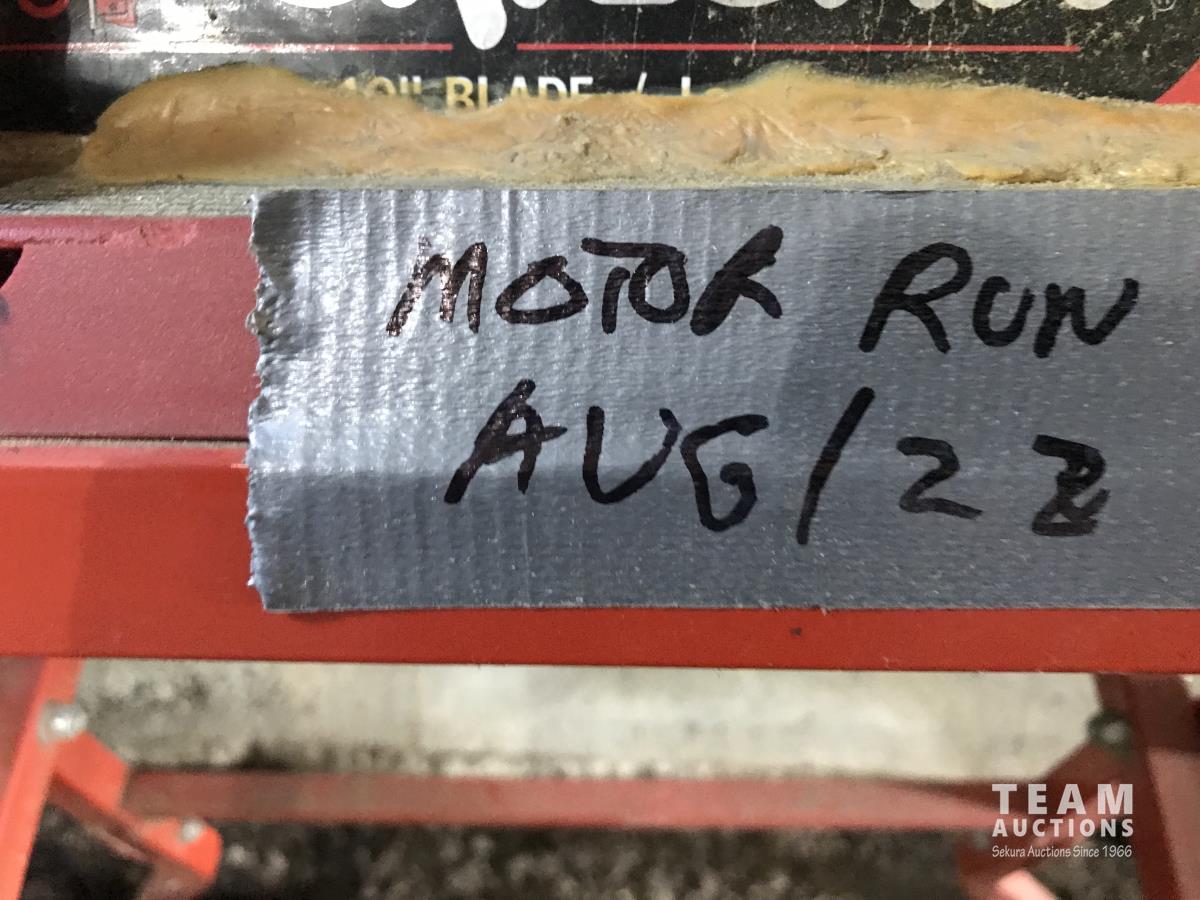 10" BLADE /
MOTOR RUN
AUG/22
TEAM
AUCTIONS
Sekura Auctions Since 1966